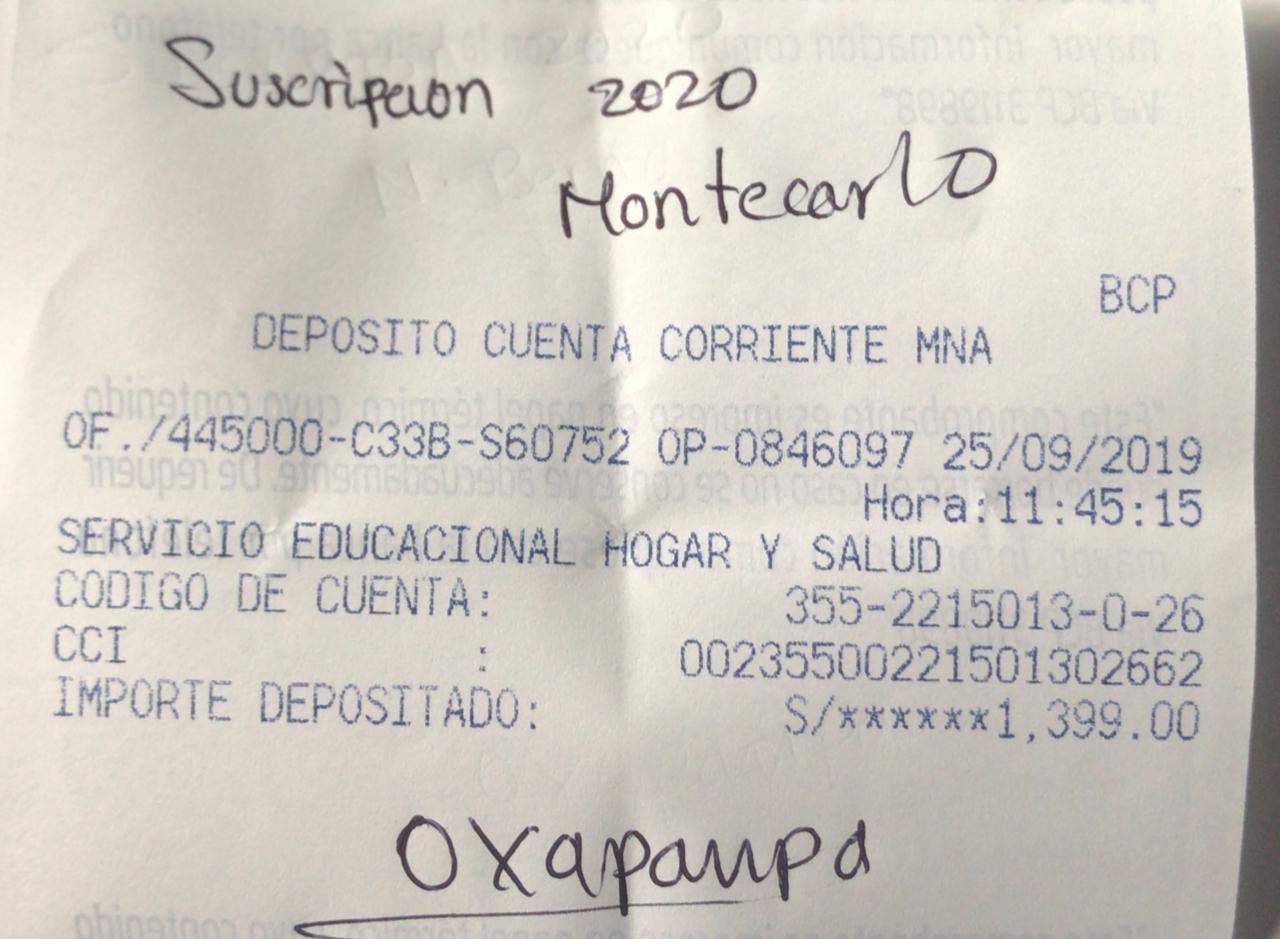 Suscripcion 2020
Montecarlo
BCP
DEPOSITO CUENTA CORRIENTE MNA
OF./445000-C33B-S60752 OP-0846097 25/09/2019
Hora:11:45:15
SERVICIO EDUCACIONAL HOGAR Y SALUD
CODIGO DE CUENTA: 355-2215013-0-26
CCI : 00235500221501302662
IMPORTE DEPOSITADO: S/******1,399.00
Oxapampa